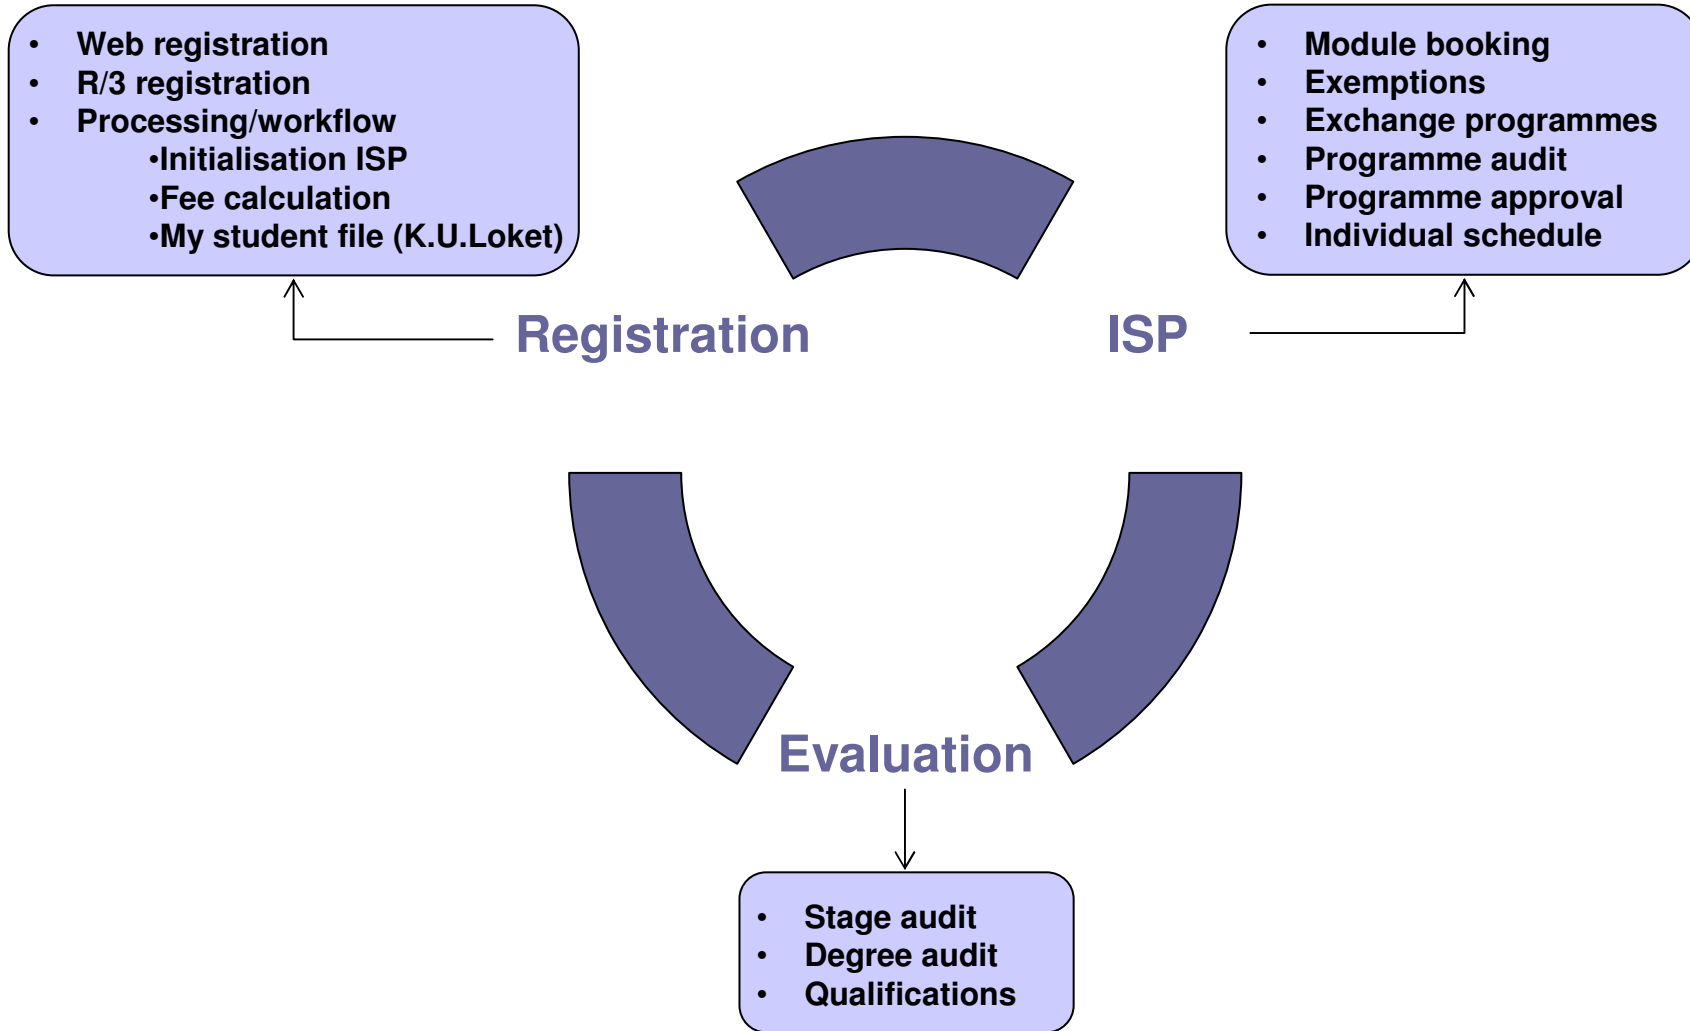 • Web registration
• R/3 registration
• Processing/workflow
•Initialisation ISP
•Fee calculation
•My student file (K.U.Loket)
• Module booking
• Exemptions
• Exchange programmes
• Programme audit
• Programme approval
• Individual schedule
Registration
ISP
Evaluation
• Stage audit
• Degree audit
• Qualifications